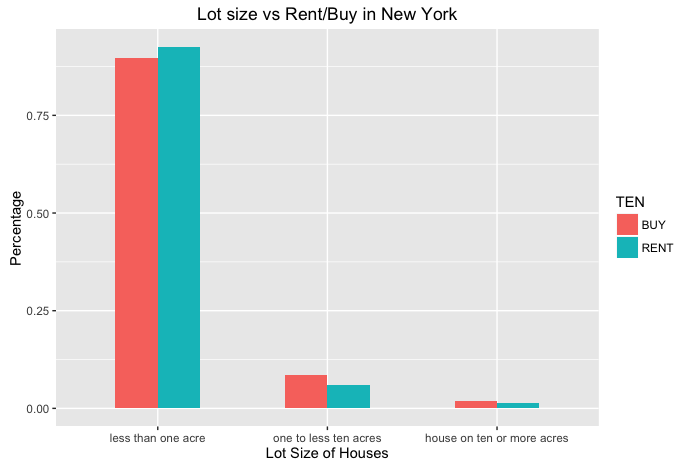 Lot size vs Rent/Buy in New York
Percentage
0.75
0.50
0.25
0.00
less than one acre
one to less ten acres
house on ten or more acres
Lot Size of Houses
TEN
BUY
RENT